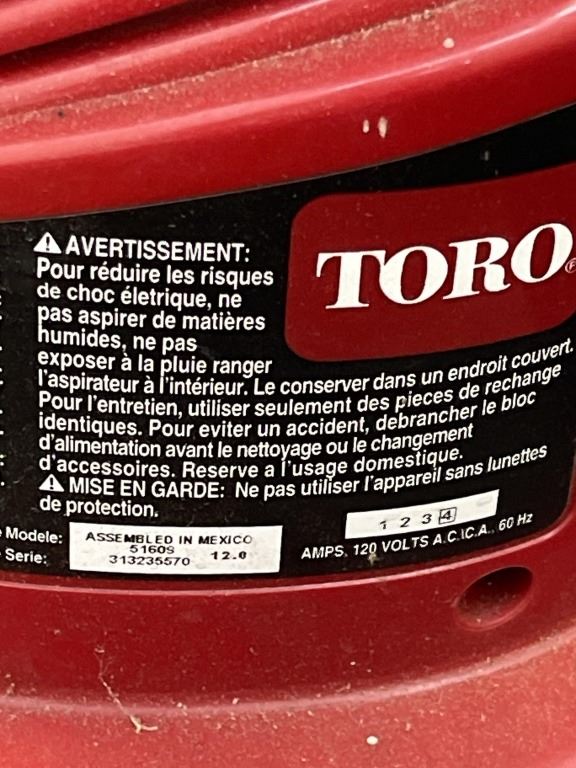 AVERTISSEMENT:
Pour réduire les risques
de choc életrique, ne
pas aspirer de matières
humides, ne pas
exposer à la pluie ranger
l'aspirateur à l'intérieur. Le conserver dans un endroit couvert.
Pour l'entretien, utiliser seulement des pieces de rechange
identiques. Pour eviter un accident, debrancher le bloc
d'alimentation avant le nettoyage ou le changement
d'accessoires. Reserve a l'usage domestique.
MISE EN GARDE: Ne pas utiliser l'appareil sans lunettes
de protection.
TORO
Modele:
Serie:
ASSEMBLED IN MEXICO
51609
313235570 12.0
1 2 3 4
AMPS. 120 VOLTS A.C./C.A., 60 Hz